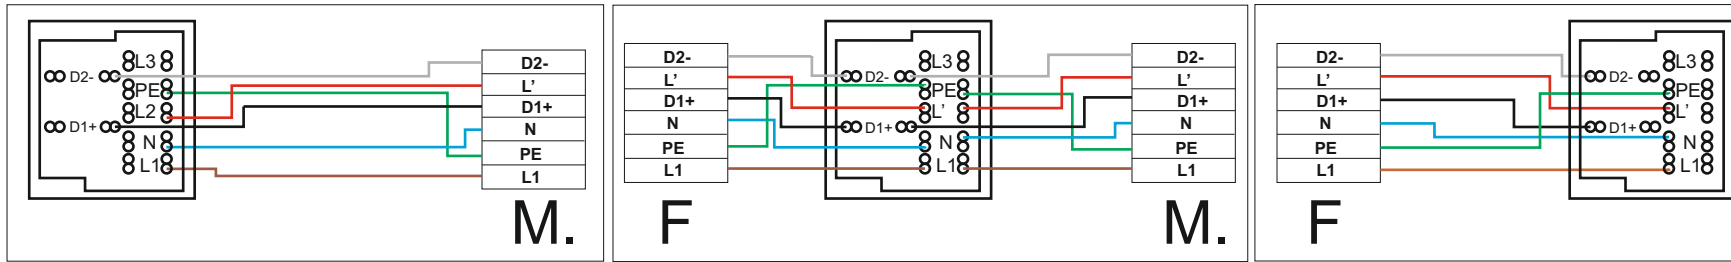 L3
D2-
PE
L2
D1+
N
L1
D2-
L’
D1+
N
PE
L1
M.
D2-
L’
D1+
N
PE
L1
F
L3
D2-
PE
L’
D1+
N
L1
D2-
L’
D1+
N
PE
L1
M.
D2-
L’
D1+
N
PE
L1
F
L3
D2-
PE
L’
D1+
N
L1